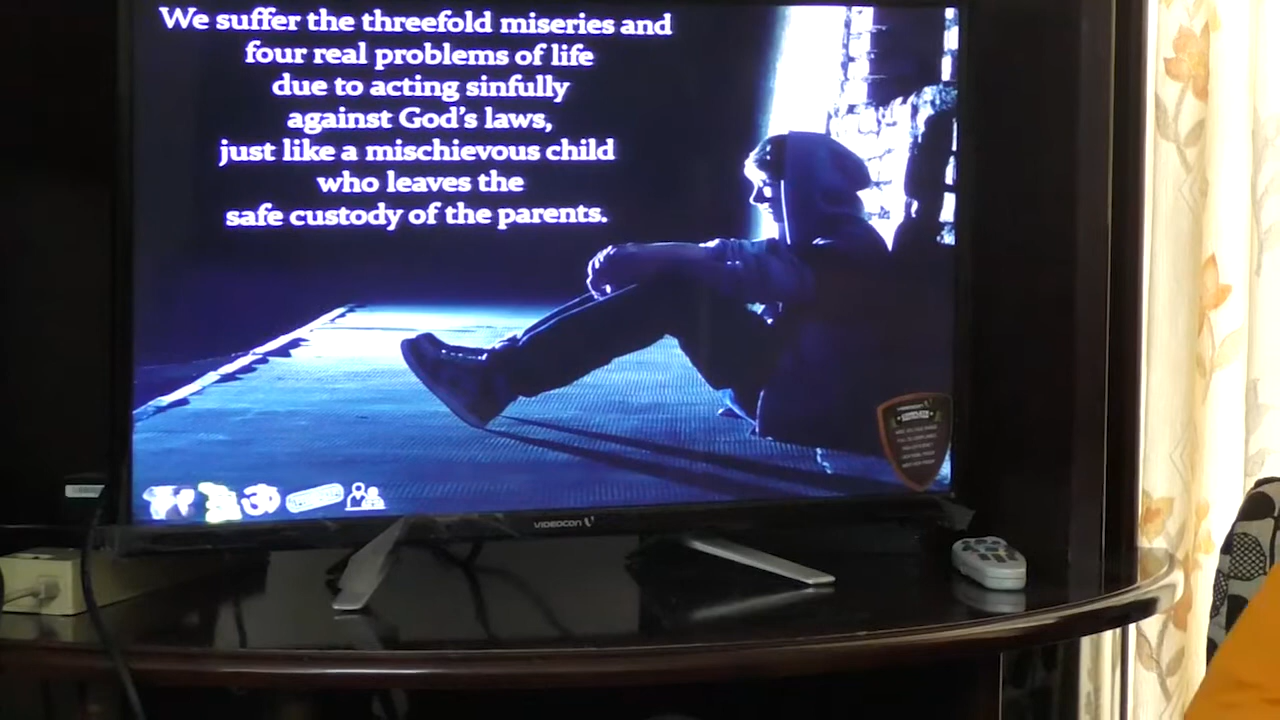 We suffer the threefold miseries and
four real problems of life
due to acting sinfully
against God's laws,
just like a mischievous child
who leaves the
safe custody of the parents.
COMPLETE
VIDEOCON